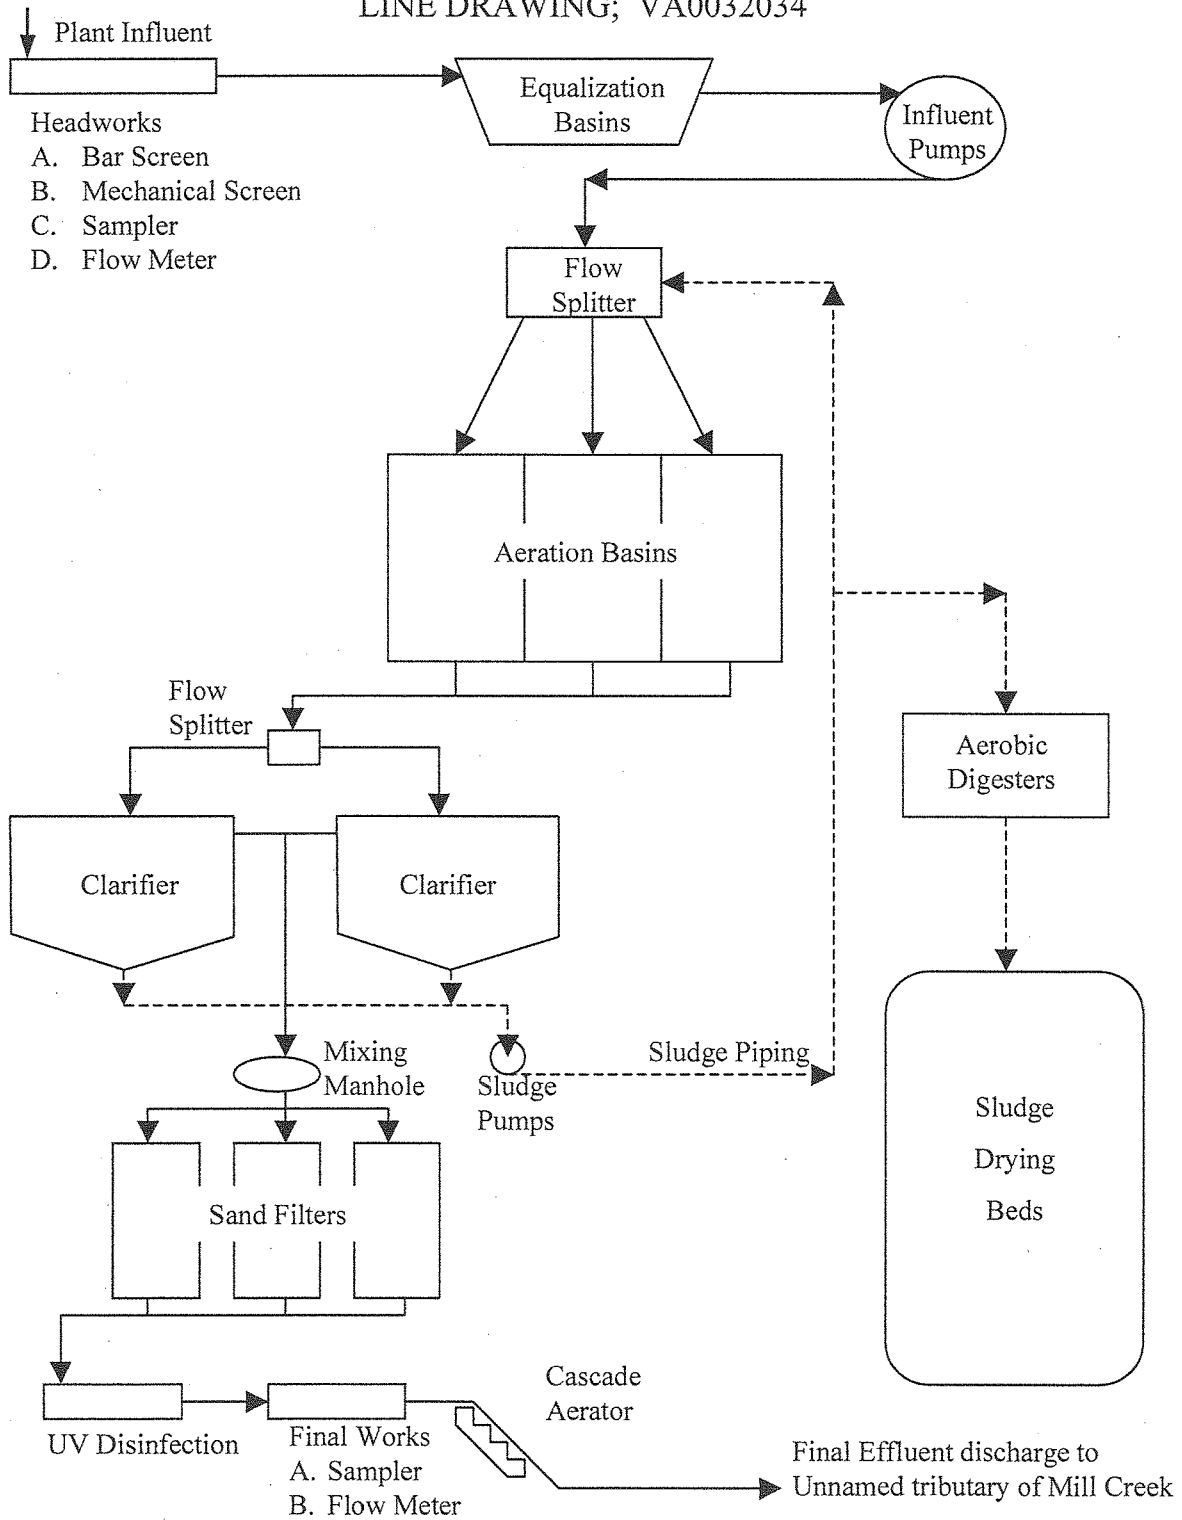 LINE DRAWING; VA0032034
Plant Influent
Headworks
A. Bar Screen
B. Mechanical Screen
C. Sampler
D. Flow Meter
Equalization
Basins
Influent
Pumps
Flow
Splitter
Aeration Basins
Flow
Splitter
Aerobic
Digesters
Clarifier
Clarifier
Mixing
Manhole
Sludge
Pumps
Sludge Piping
Sludge
Drying
Beds
Sand Filters
UV Disinfection
Final Works
A. Sampler
B. Flow Meter
Cascade
Aerator
Final Effluent discharge to
Unnamed tributary of Mill Creek